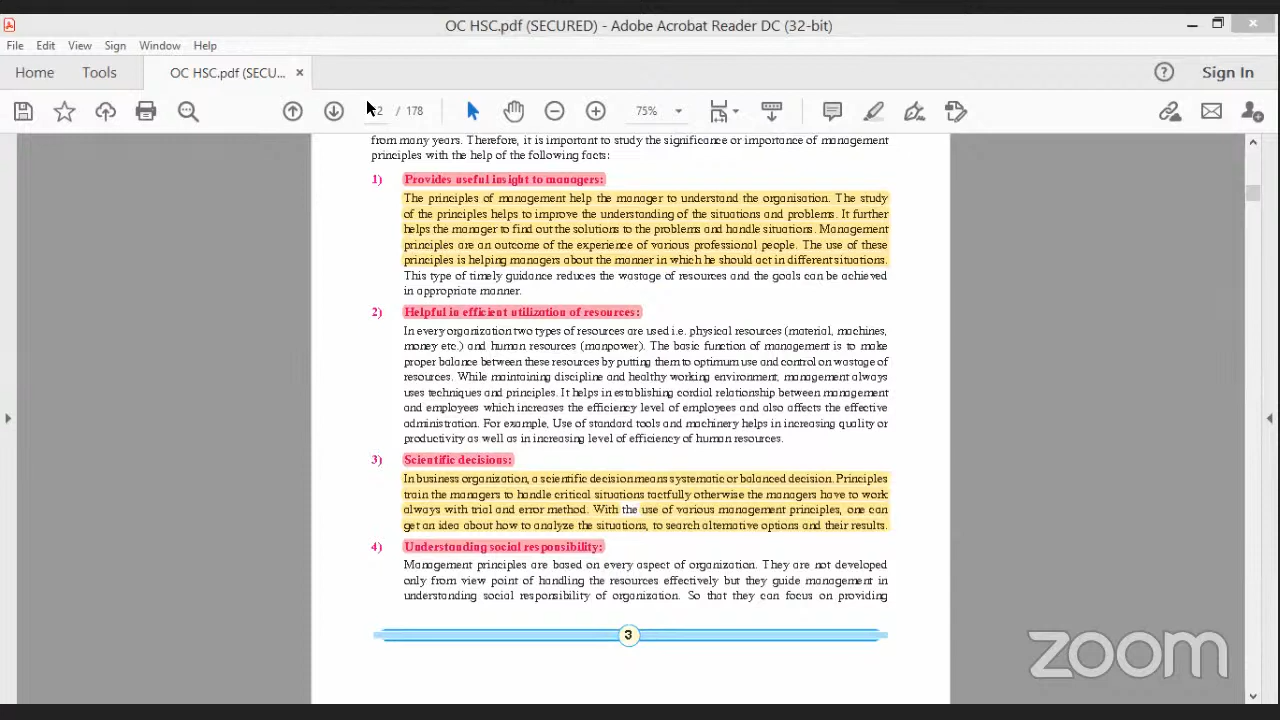 OC HSC.pdf (SECURED) - Adobe Acrobat Reader DC (32-bit)
File Edit View Sign Window Help
Home Tools OC HSC.pdf (SECU... × Sign In
2 / 178 75%
from many years. Therefore, it is important to study the significance or importance of management
principles with the help of the following facts:
1) Provides useful insight to managers:
The principles of management help the manager to understand the organisation. The study
of the principles helps to improve the understanding of the situations and problems. It further
helps the manager to find out the solutions to the problems and handle situations. Management
principles are an outcome of the experience of various professional people. The use of these
principles is helping managers about the manner in which he should act in different situations.
This type of timely guidance reduces the wastage of resources and the goals can be achieved
in appropriate manner.
2) Helpful in efficient utilization of resources:
In every organization two types of resources are used i.e. physical resources (material, machines,
money etc.) and human resources (manpower). The basic function of management is to make
proper balance between these resources by putting them to optimum use and control on wastage of
resources. While maintaining discipline and healthy working environment, management always
uses techniques and principles. It helps in establishing cordial relationship between management
and employees which increases the efficiency level of employees and also affects the effective
administration. For example, Use of standard tools and machinery helps in increasing quality or
productivity as well as in increasing level of efficiency of human resources.
3) Scientific decisions:
In business organization, a scientific decision means systematic or balanced decision. Principles
train the managers to handle critical situations tactfully otherwise the managers have to work
always with trial and error method. With the use of various management principles, one can
get an idea about how to analyze the situations, to search alternative options and their results.
4) Understanding social responsibility:
Management principles are based on every aspect of organization. They are not developed
only from view point of handling the resources effectively but they guide management in
understanding social responsibility of organization. So that they can focus on providing
3
zoom